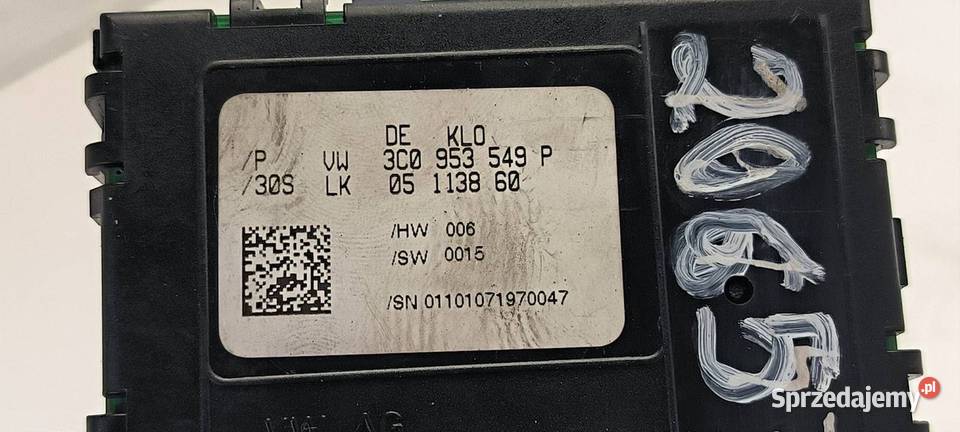 DE KLO
/P VW 3C0 953 549 P
/30S LK 05 1138 60
/HW 006
/SW 0015
/SN 01101071970047
Sprzedajemy.pl